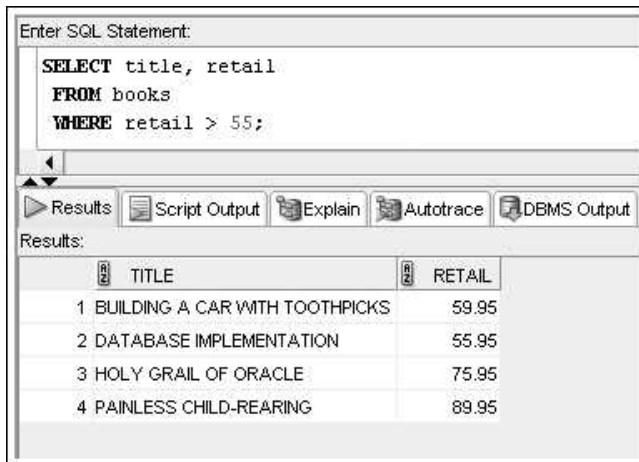 Enter SQL Statement:
SELECT title, retail
FROM books
WHERE retail > 55;
Results Script Output Explain Autotrace DBMS Output
Results:
TITLE RETAIL
1 BUILDING A CAR WITH TOOTHPICKS 59.95
2 DATABASE IMPLEMENTATION 55.95
3 HOLY GRAIL OF ORACLE 75.95
4 PAINLESS CHILD-REARING 89.95